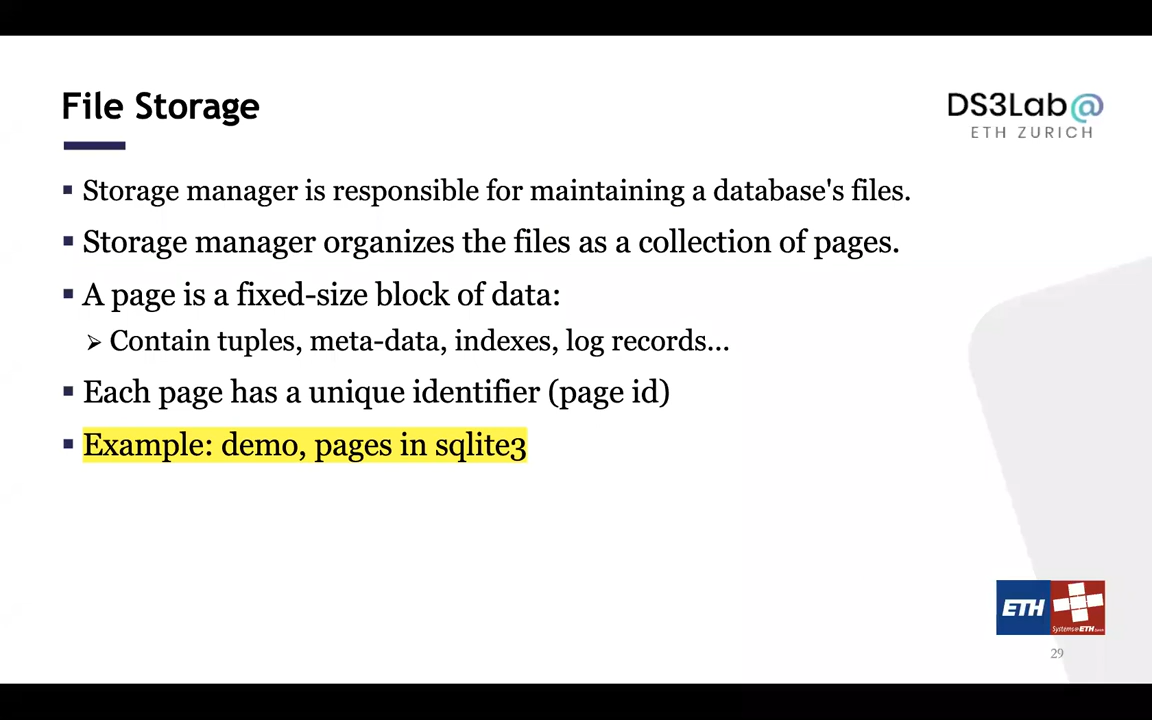 File Storage
DS3Lab@
ETH ZURICH
Storage manager is responsible for maintaining a database's files.
Storage manager organizes the files as a collection of pages.
A page is a fixed-size block of data:
Contain tuples, meta-data, indexes, log records...
Each page has a unique identifier (page id)
Example: demo, pages in sqlite3
ETH
29